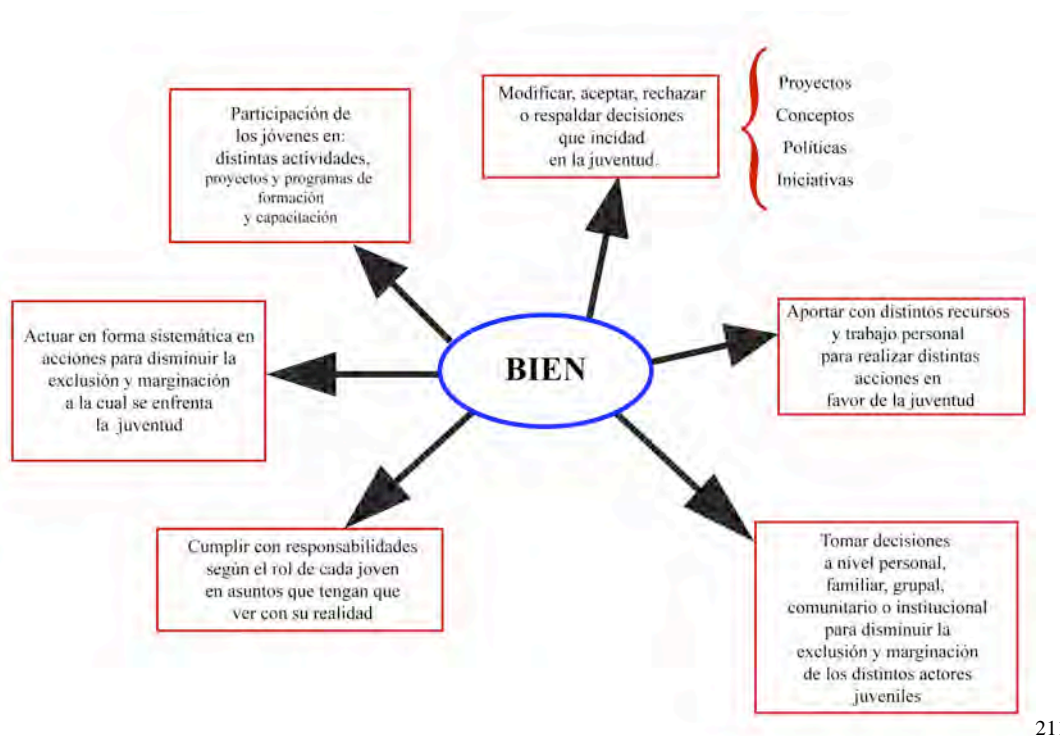 Participación de
los jóvenes en:
distintas actividades,
proyectos y programas de
formación
y capacitación
Modificar, aceptar, rechazar
o respaldar decisiones
que incidad
en la juventud.
Proyectos
Conceptos
Políticas
Iniciativas
Actuar en forma sistemática en
acciones para disminuir la
exclusión y marginación
a la cual se enfrenta
la juventud
BIEN
Aportar con distintos recursos
y trabajo personal
para realizar distintas
acciones en
favor de la juventud
Cumplir con responsabilidades
según el rol de cada joven
en asuntos que tengan que
ver con su realidad
Tomar decisiones
a nivel personal,
familiar, grupal,
comunitario o institucional
para disminuir la
exclusión y marginación
de los distintos actores
juveniles
21